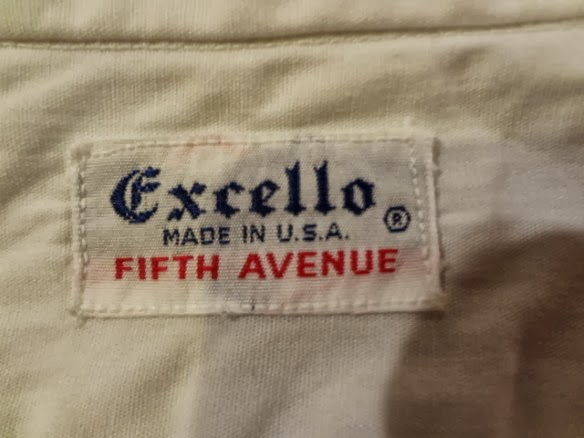 Excello ®
MADE IN U.S.A.
FIFTH AVENUE